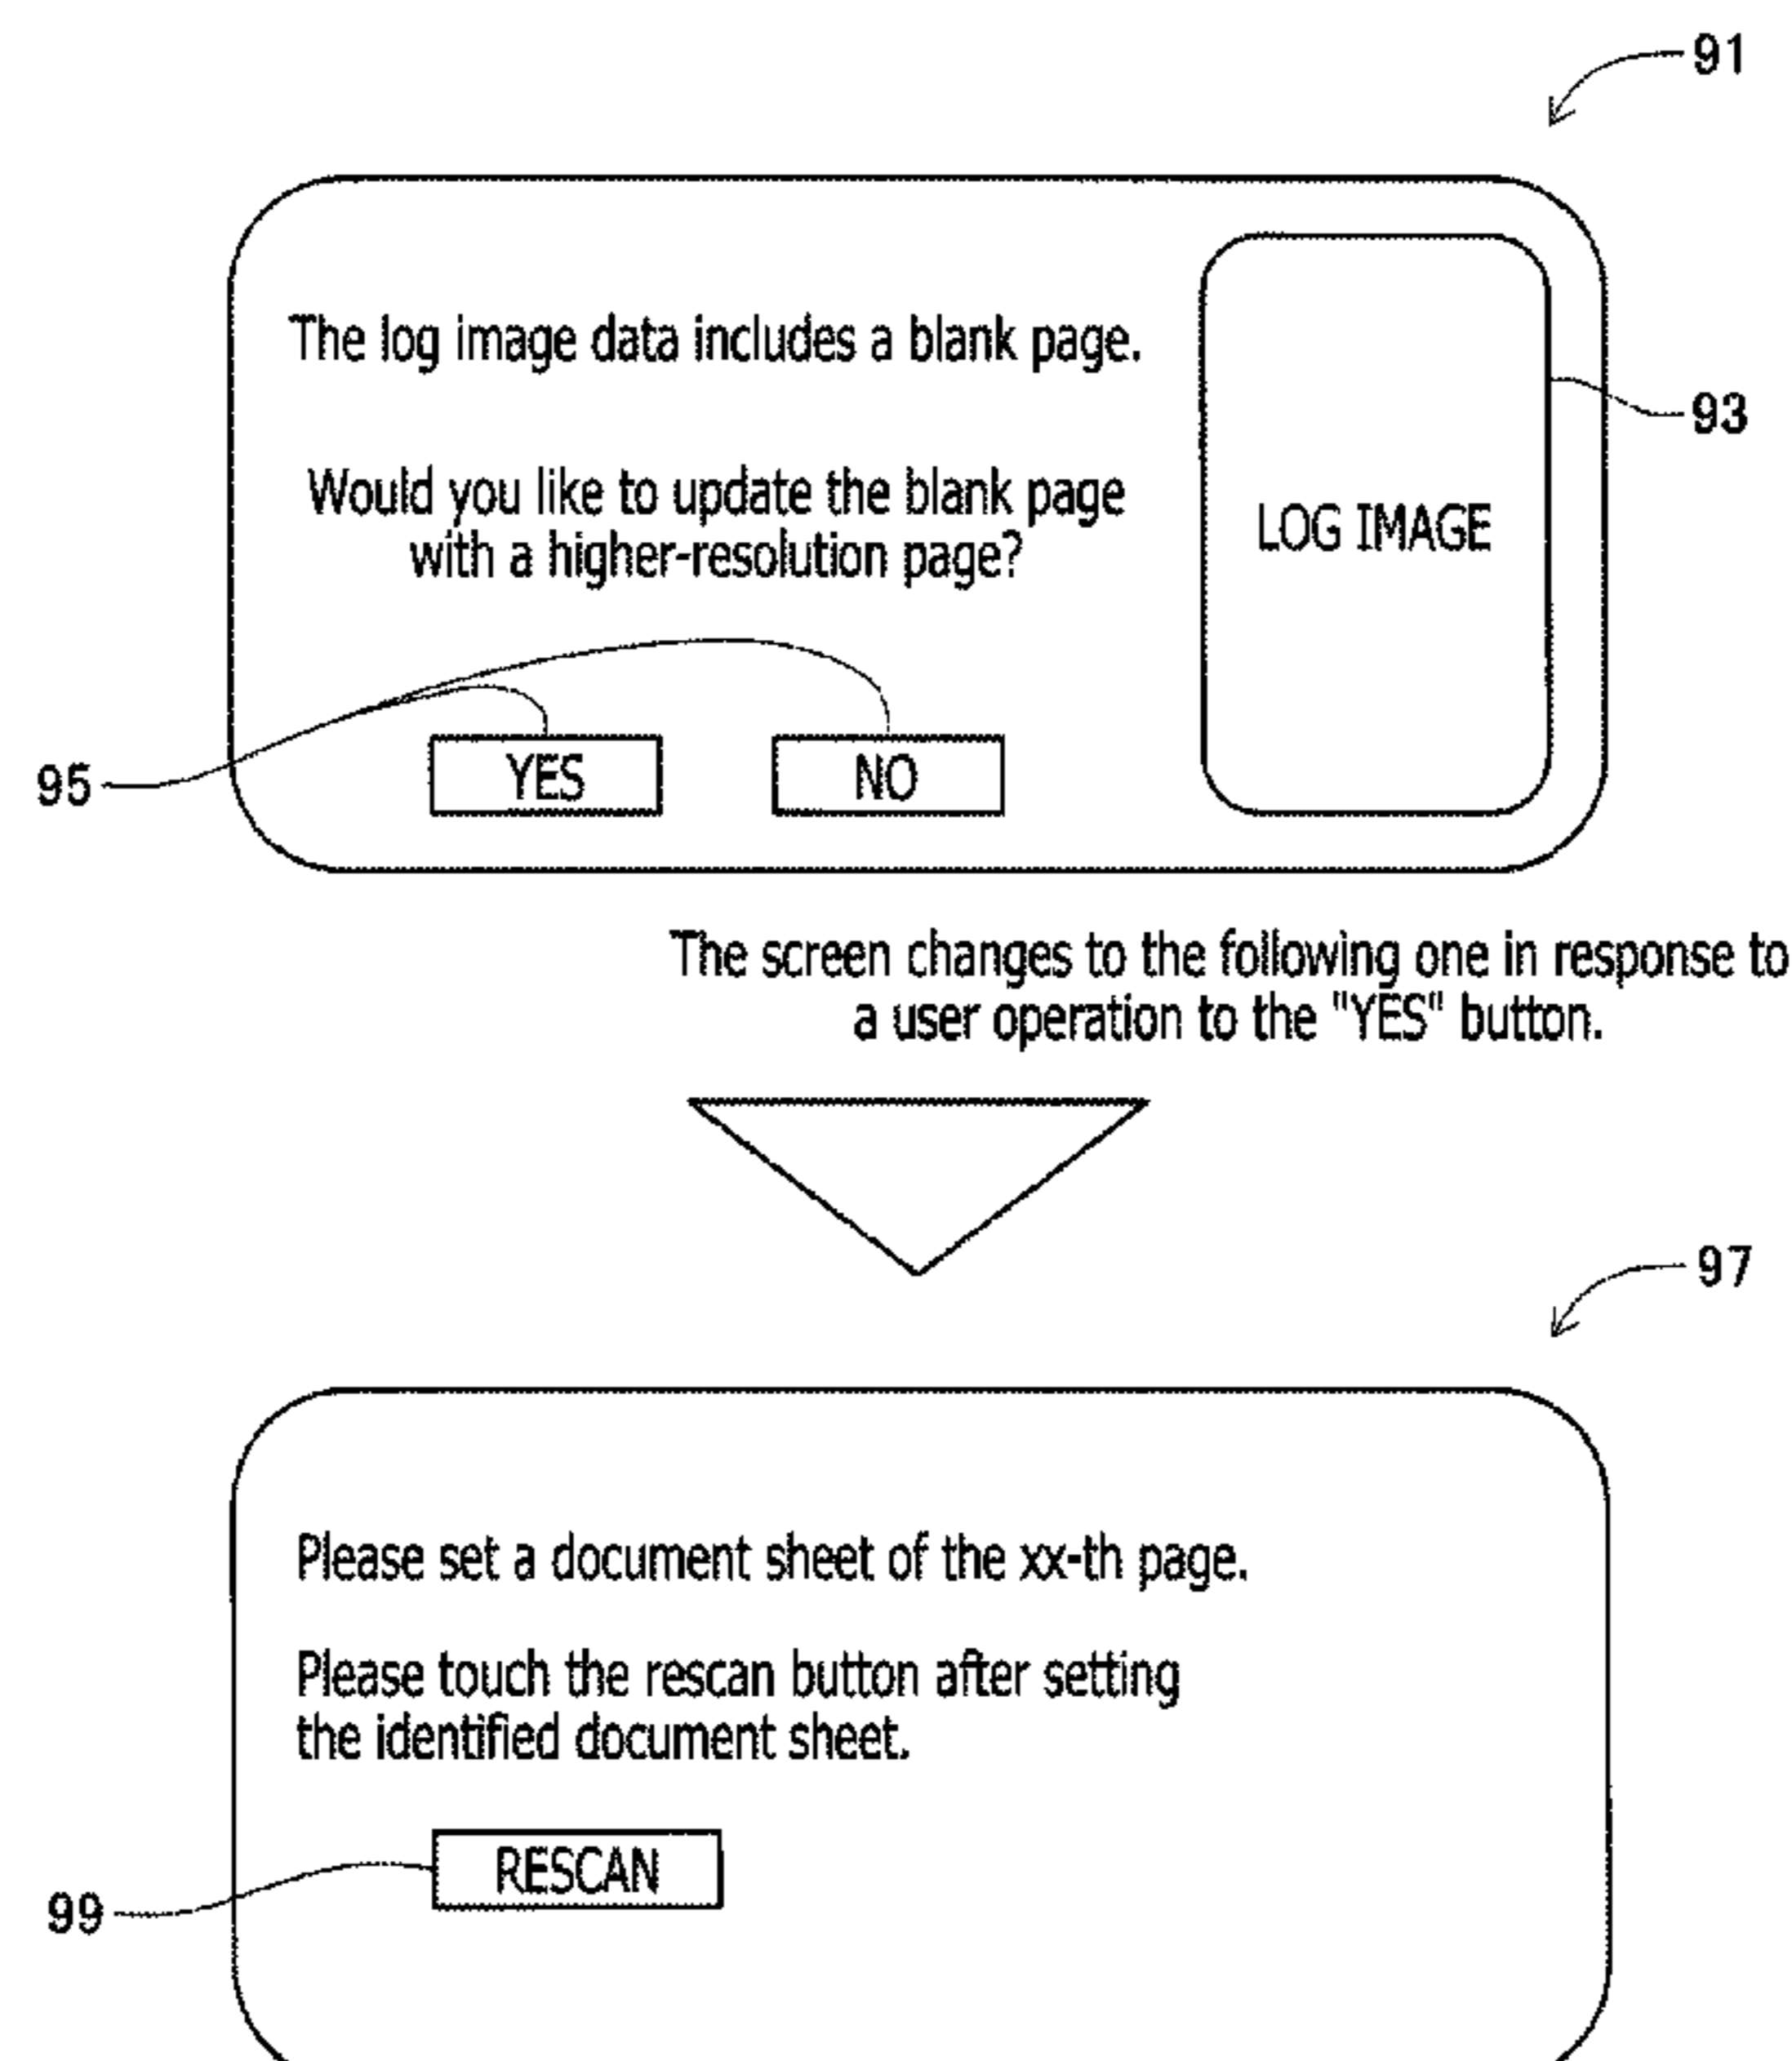 91
The log image data includes a blank page.
93
Would you like to update the blank page
with a higher-resolution page?
LOG IMAGE
95
YES
NO
The screen changes to the following one in response to
a user operation to the "YES" button.
97
Please set a document sheet of the xx-th page.
Please touch the rescan button after setting
the identified document sheet.
RESCAN
99